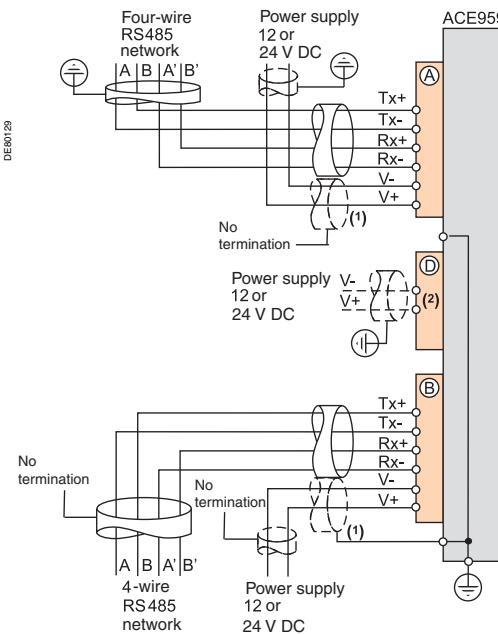 Four-wire
RS485
network
Power supply
12 or
24 V DC
ACE959
A B A' B'
A
Tx+
Tx-
Rx+
Rx-
V-
V+
(1)
No
termination
DE80129
D
Power supply
12 or
24 V DC
V-
V+
(2)
B
Tx+
Tx-
Rx+
Rx-
V-
V+
(1)
No
termination
No
termination
A B A' B'
4-wire
RS485
network
Power supply
12 or
24 V DC